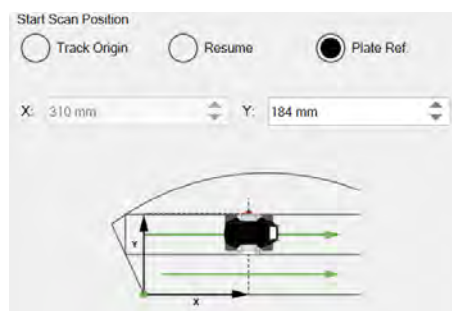 Start Scan Position
Track Origin Resume Plate Ref.
X: 310 mm Y: 184 mm
Y
X